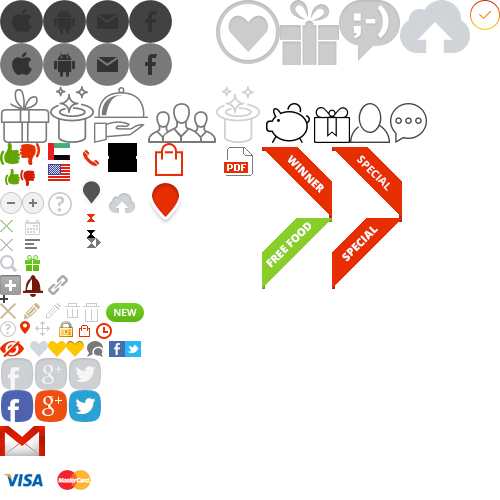 ;-)
PDF
WINNER
SPECIAL
FREE FOOD
SPECIAL
NEW
f
g+
f
g+
VISA
MasterCard